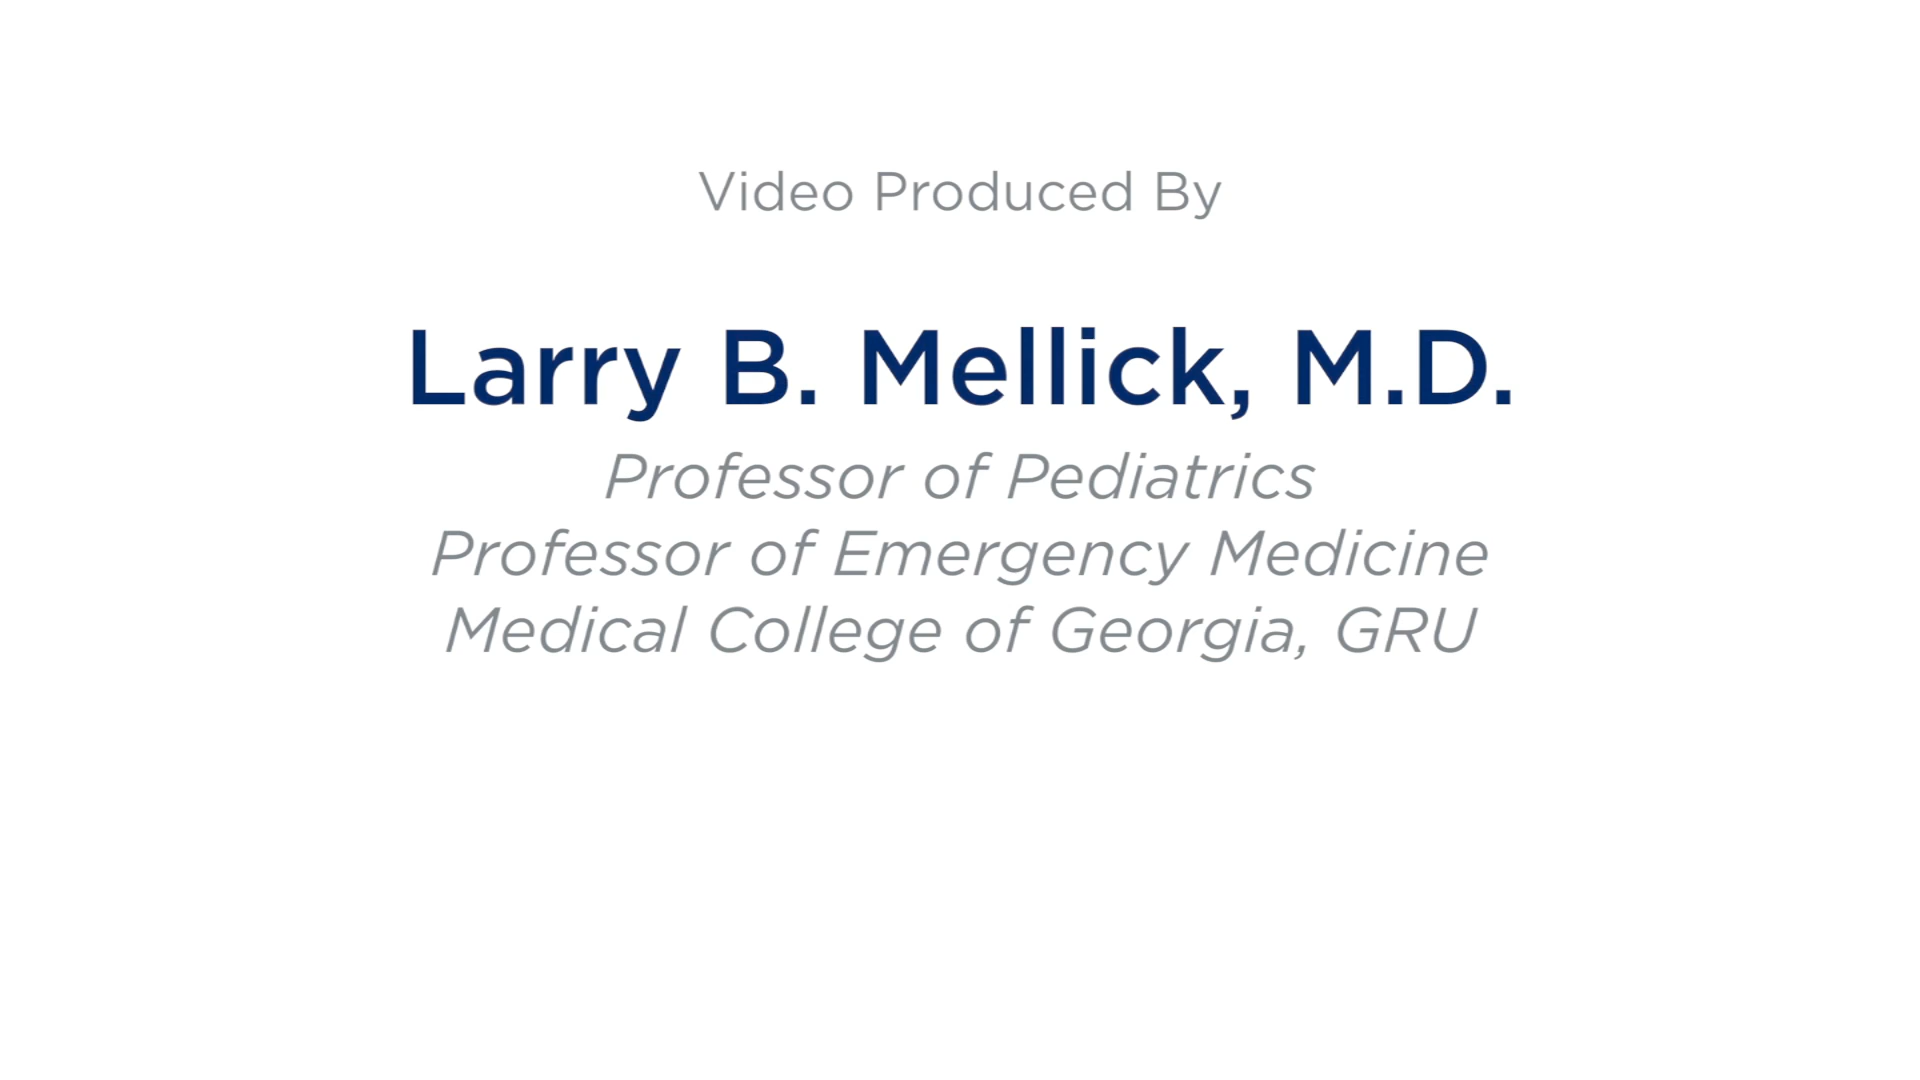 Video Produced By
Larry B. Mellick, M.D.
Professor of Pediatrics
Professor of Emergency Medicine
Medical College of Georgia, GRU